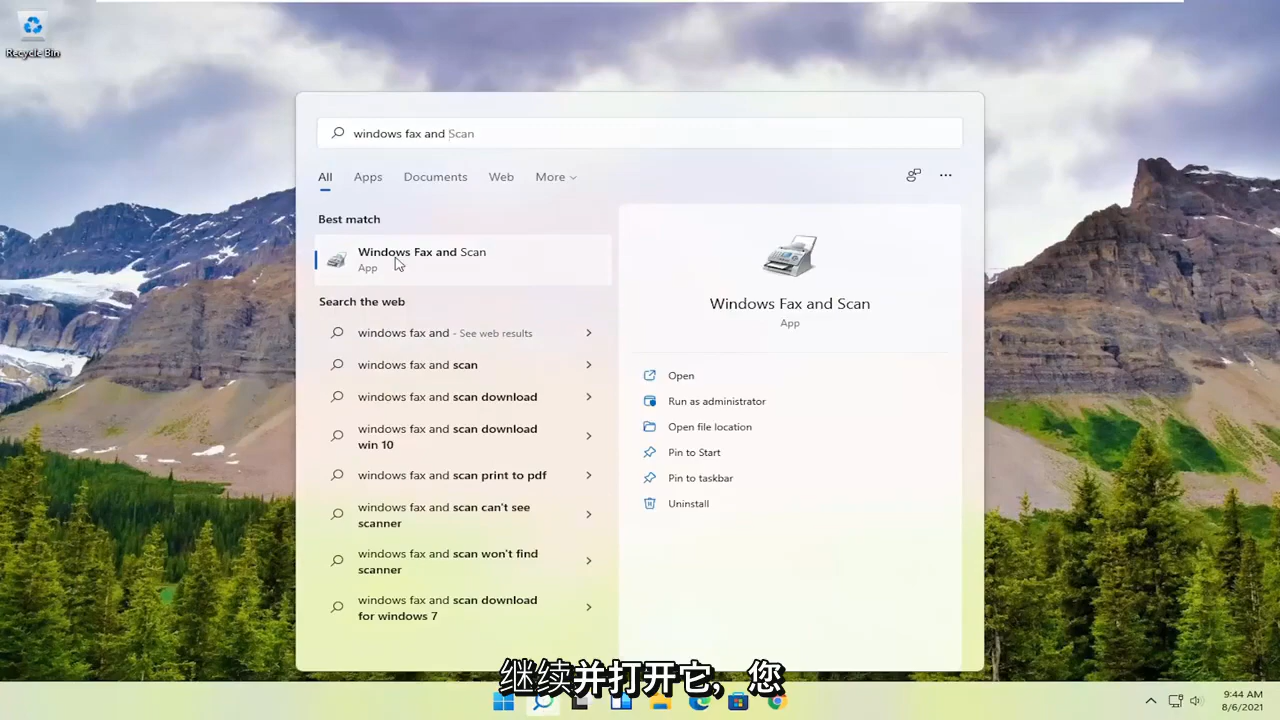 Recycle Bin
windows fax and Scan
All Apps Documents Web More
Best match
Windows Fax and Scan
App
Search the web
windows fax and - See web results
windows fax and scan
windows fax and scan download
windows fax and scan download
win 10
windows fax and scan print to pdf
windows fax and scan can't see
scanner
windows fax and scan won't find
scanner
windows fax and scan download
for windows 7
Windows Fax and Scan
App
Open
Run as administrator
Open file location
Pin to Start
Pin to taskbar
Uninstall
继续并打开它，您
9:44 AM
8/6/2021